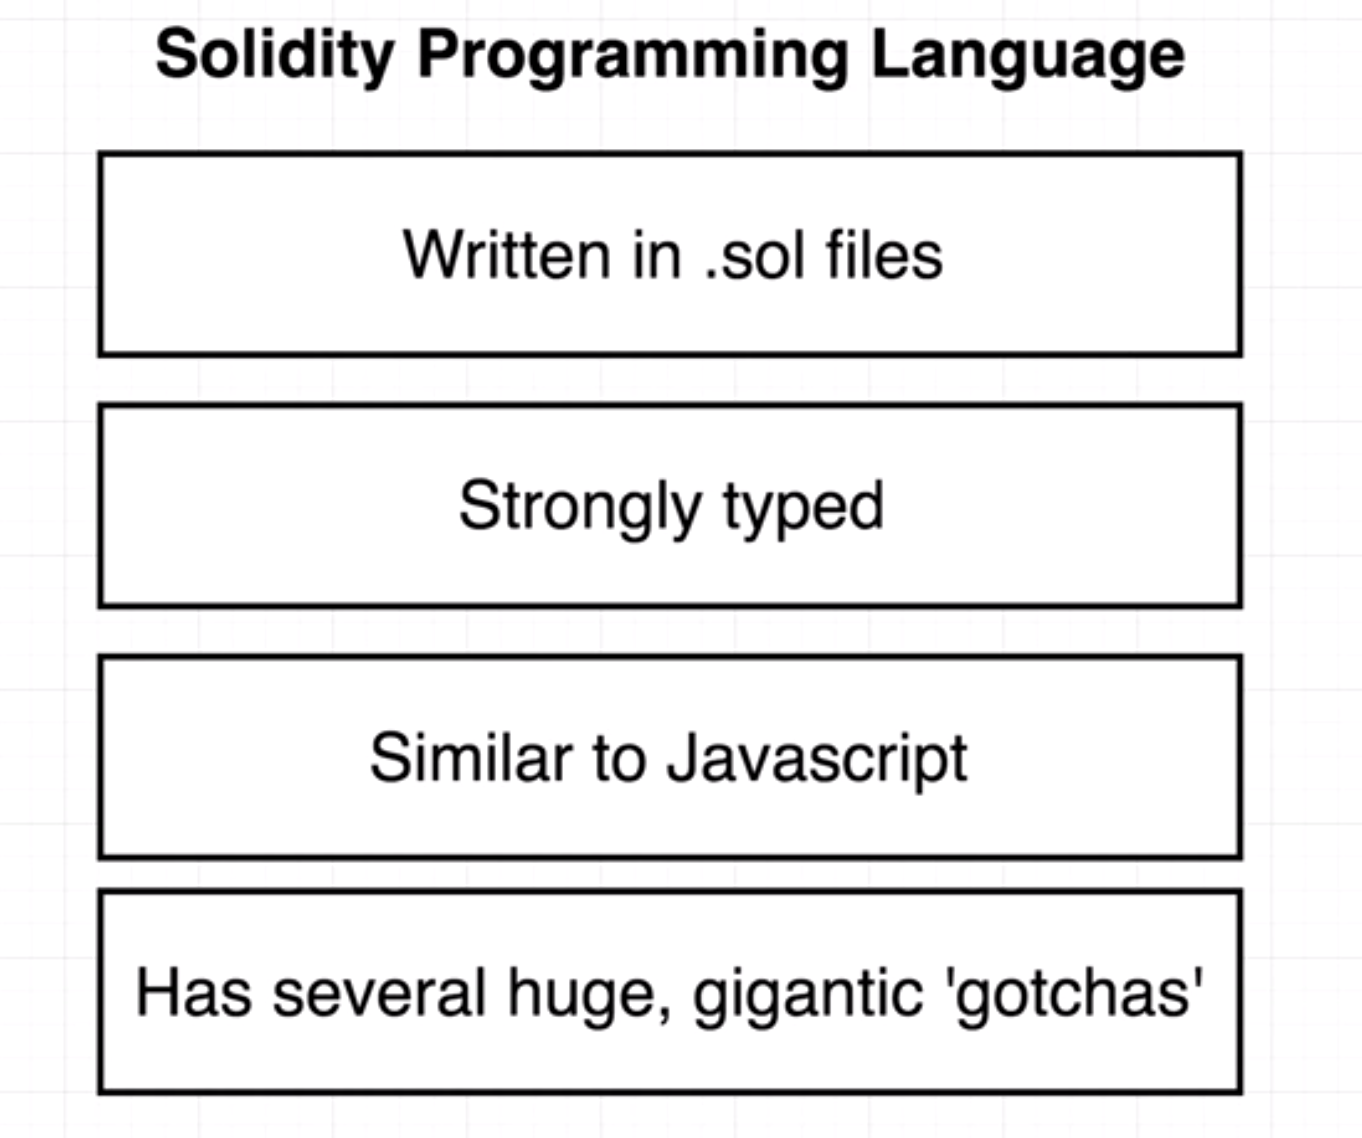 Solidity Programming Language
Written in .sol files
Strongly typed
Similar to Javascript
Has several huge, gigantic 'gotchas'